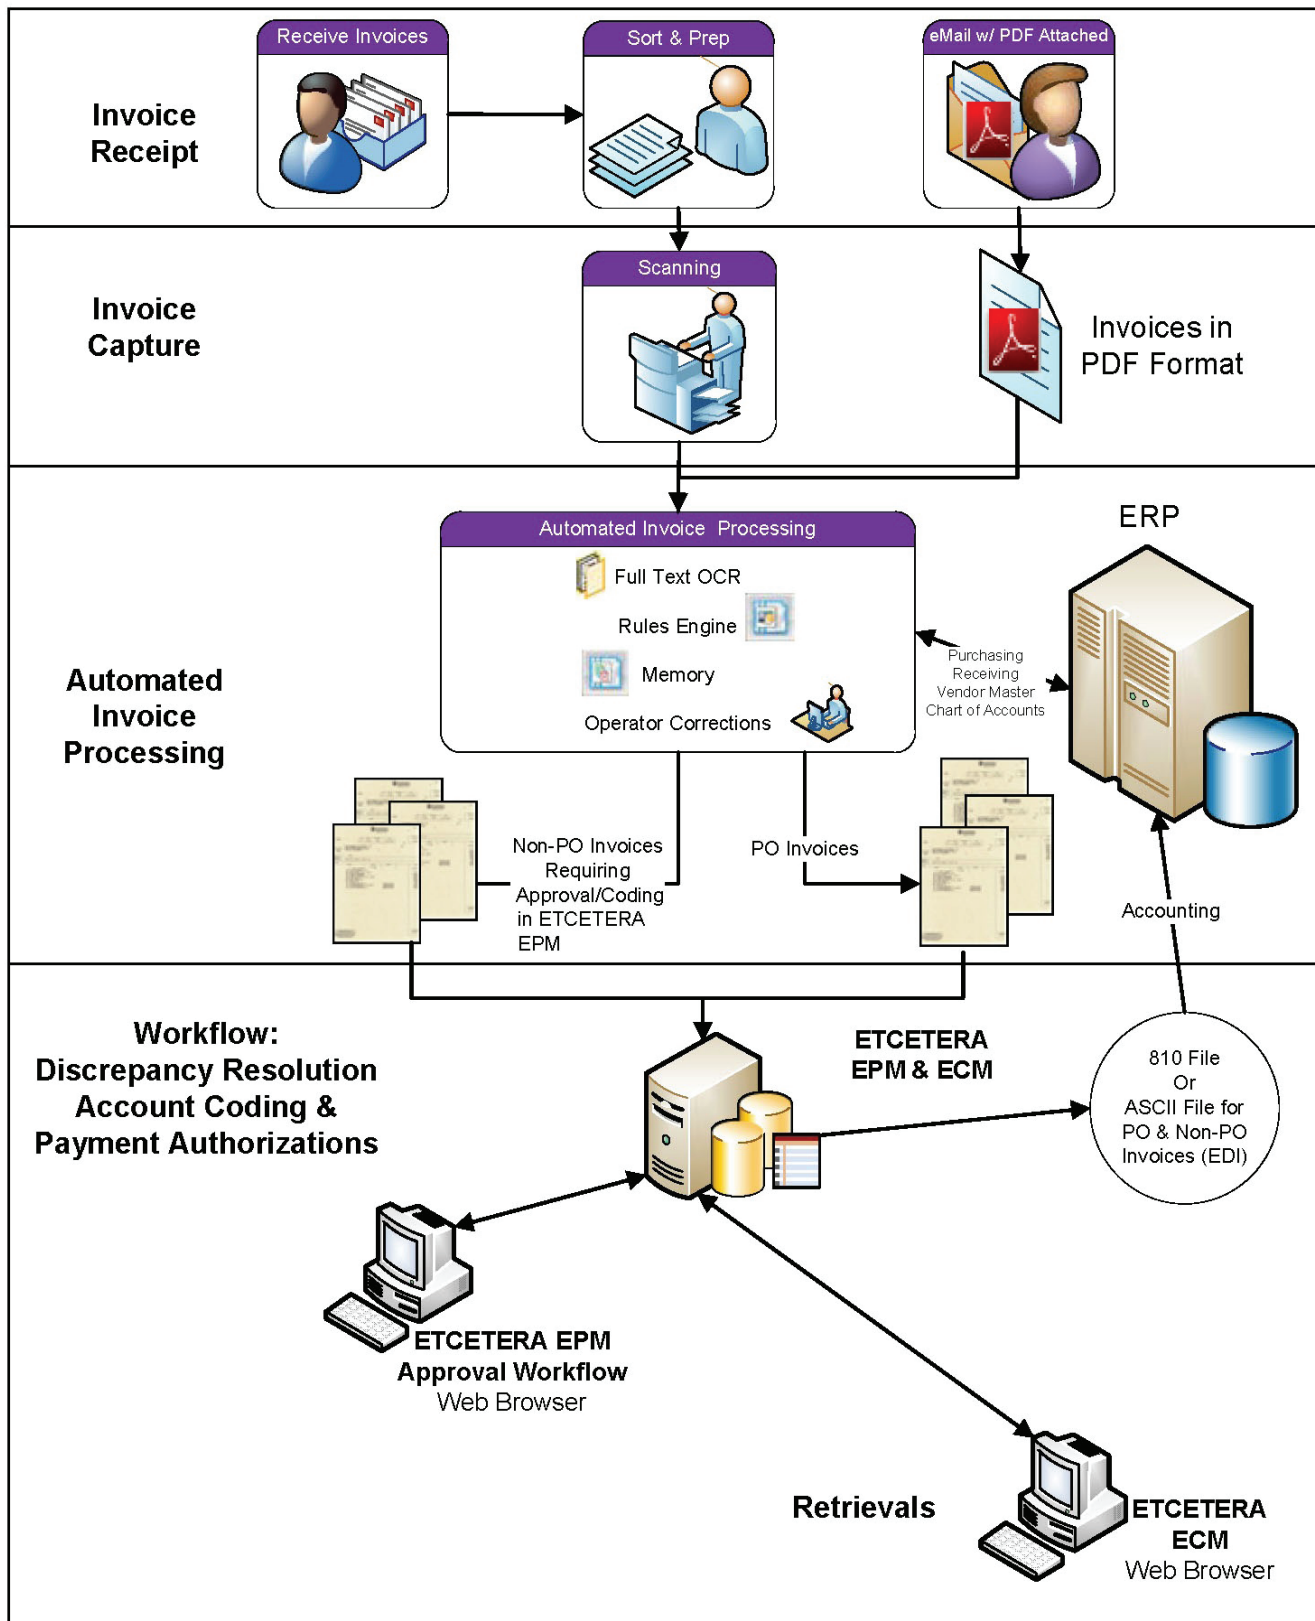 Receive Invoices
Sort & Prep
eMail w/ PDF Attached
Invoice
Receipt
Scanning
Invoice
Capture
Invoices in
PDF Format
Automated Invoice Processing
ERP
Full Text OCR
Rules Engine
Memory
Operator Corrections
Purchasing
Receiving
Vendor Master
Chart of Accounts
Automated
Invoice
Processing
Non-PO Invoices
Requiring
Approval/Coding
in ETCETERA
EPM
PO Invoices
Accounting
Workflow:
Discrepancy Resolution
Account Coding &
Payment Authorizations
ETCETERA
EPM & ECM
810 File
Or
ASCII File for
PO & Non-PO
Invoices (EDI)
ETCETERA EPM
Approval Workflow
Web Browser
Retrievals
ETCETERA
ECM
Web Browser